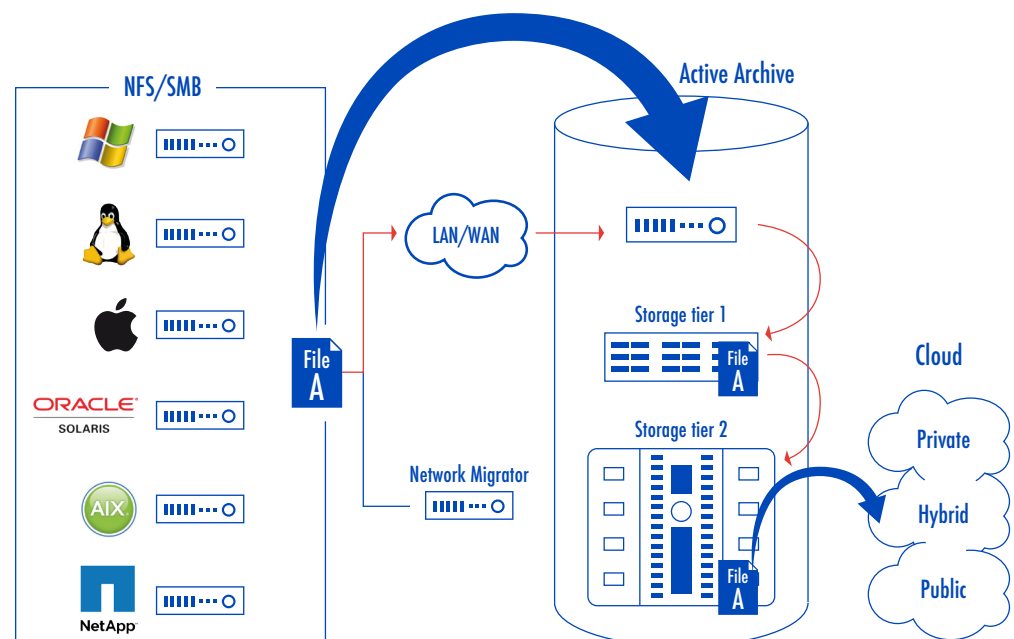 NFS/SMB
Active Archive
LAN/WAN
Storage tier 1
File
A
File
A
Cloud
ORACLE
SOLARIS
Storage tier 2
Private
Network Migrator
AIX
Hybrid
File
A
Public
NetApp